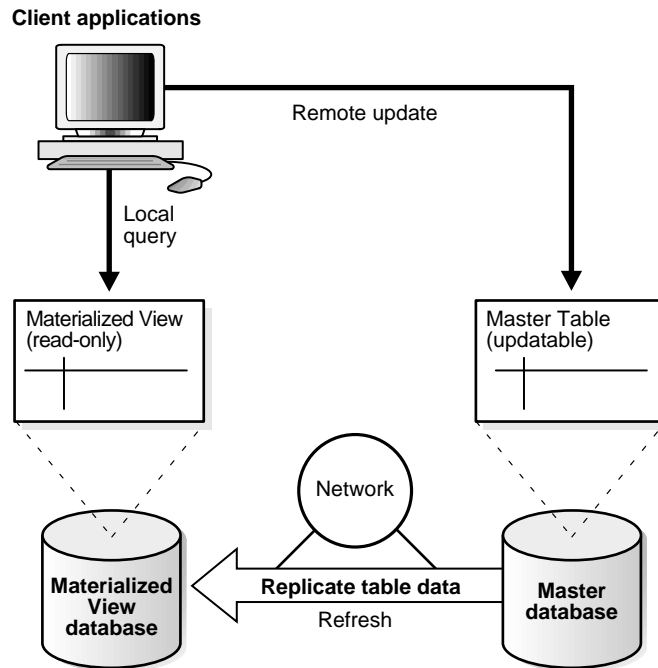 Client applications
Remote update
Local
query
Materialized View
(read-only)
Master Table
(updatable)
Network
Materialized
View
database
Replicate table data
Refresh
Master
database